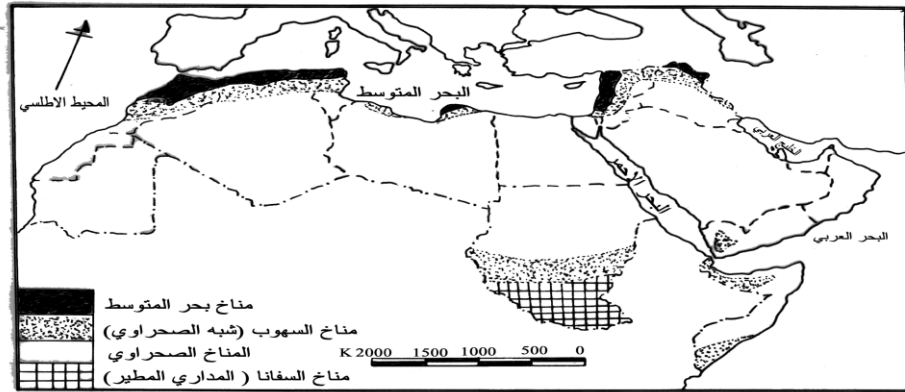 المحيط الاطلسي
البحر المتوسط
الخليج العربي
البحر الاحمر
البحر العربي
مناخ بحر المتوسط
مناخ السهوب (شبه الصحراوي)
المناخ الصحراوي
مناخ السفانا ( المداري المطير)
K 2000 1500 1000 500 0